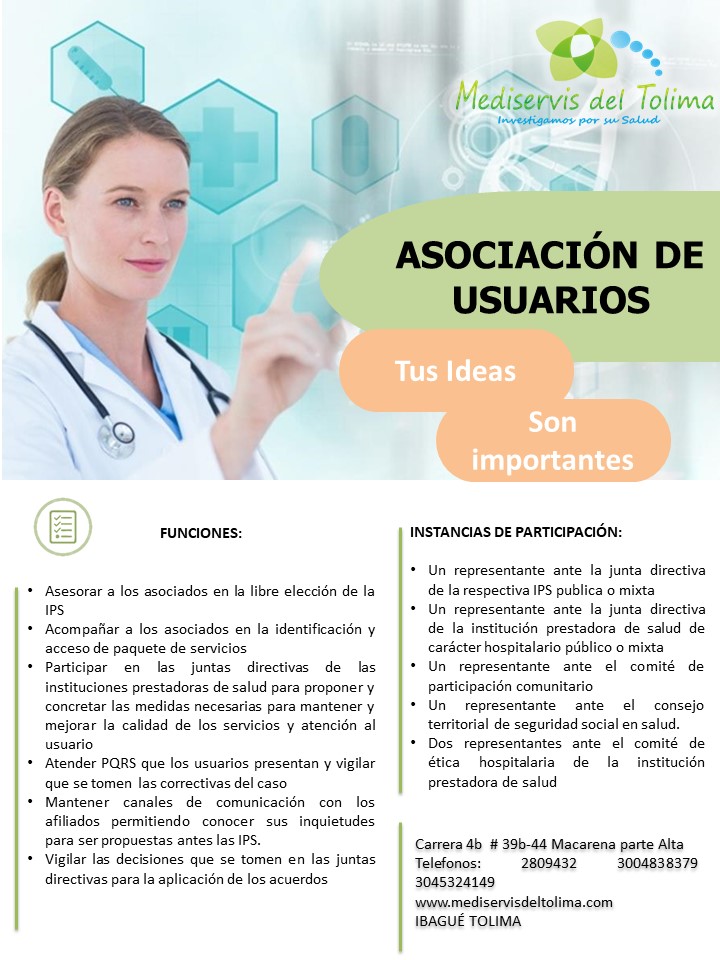 Mediservis del Tolima
Investigamos por su Salud
ASOCIACIÓN DE
USUARIOS
Tus Ideas
Son
importantes
FUNCIONES:
• Asesorar a los asociados en la libre elección de la
IPS
• Acompañar a los asociados en la identificación y
acceso de paquete de servicios
• Participar en las juntas directivas de las
instituciones prestadoras de salud para proponer y
concretar las medidas necesarias para mantener y
mejorar la calidad de los servicios y atención al
usuario
• Atender PQRS que los usuarios presentan y vigilar
que se tomen las correctivas del caso
• Mantener canales de comunicación con los
afiliados permitiendo conocer sus inquietudes
para ser propuestas antes las IPS.
• Vigilar las decisiones que se tomen en las juntas
directivas para la aplicación de los acuerdos
INSTANCIAS DE PARTICIPACIÓN:
• Un representante ante la junta directiva
de la respectiva IPS publica o mixta
• Un representante ante la junta directiva
de la institución prestadora de salud de
carácter hospitalario público o mixta
• Un representante ante el comité de
participación comunitario
• Un representante ante el consejo
territorial de seguridad social en salud.
• Dos representantes ante el comité de
ética hospitalaria de la institución
prestadora de salud
Carrera 4b # 39b-44 Macarena parte Alta
Telefonos: 2809432 3004838379
3045324149
www.mediservisdeltolima.com
IBAGUÉ TOLIMA